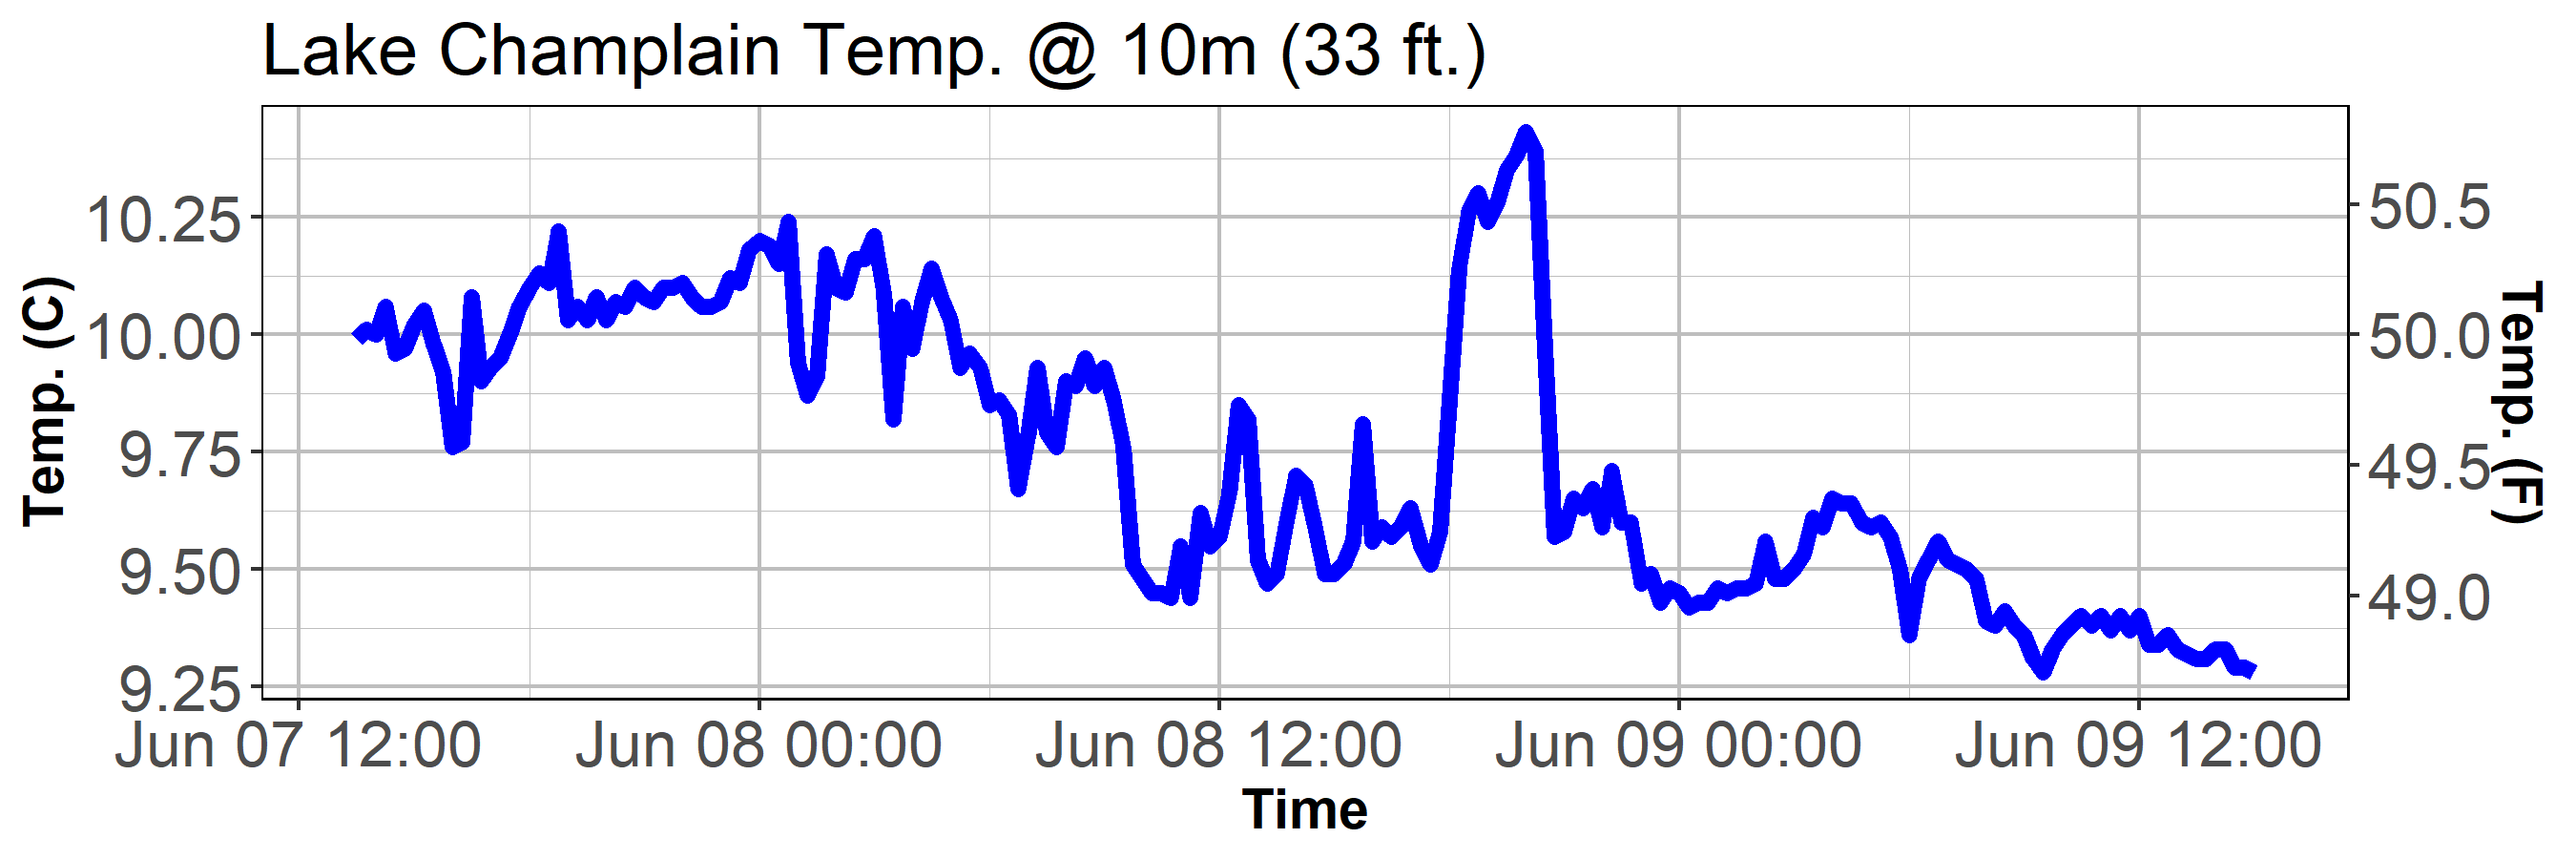 Lake Champlain Temp. @ 10m (33 ft.)
Temp. (C)
10.25
10.00
9.75
9.50
9.25
50.5
50.0
49.5
49.0
Temp. (F)
Jun 07 12:00 Jun 08 00:00 Jun 08 12:00 Jun 09 00:00 Jun 09 12:00
Time